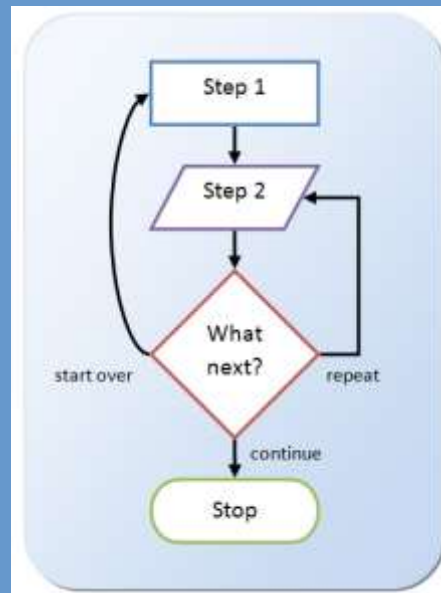 Step 1
Step 2
What
next?
start over
repeat
continue
Stop